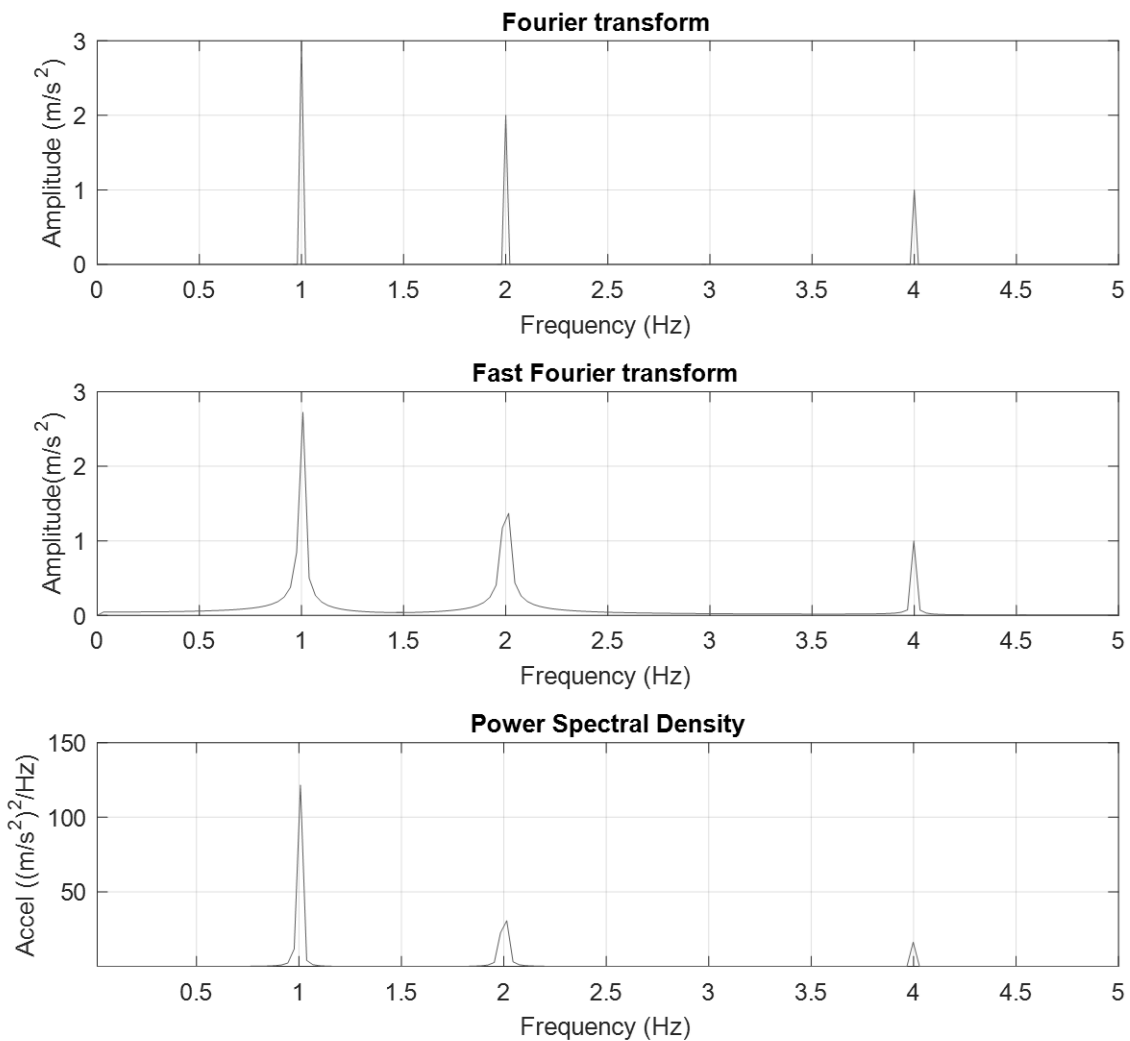 Fourier transform
Amplitude (m/s²)
3
2
1
0
0 0.5 1 1.5 2 2.5 3 3.5 4 4.5 5
Frequency (Hz)
Fast Fourier transform
Amplitude(m/s²)
3
2
1
0
0 0.5 1 1.5 2 2.5 3 3.5 4 4.5 5
Frequency (Hz)
Power Spectral Density
Accel ((m/s²)²/Hz)
150
100
50
0.5 1 1.5 2 2.5 3 3.5 4 4.5 5
Frequency (Hz)